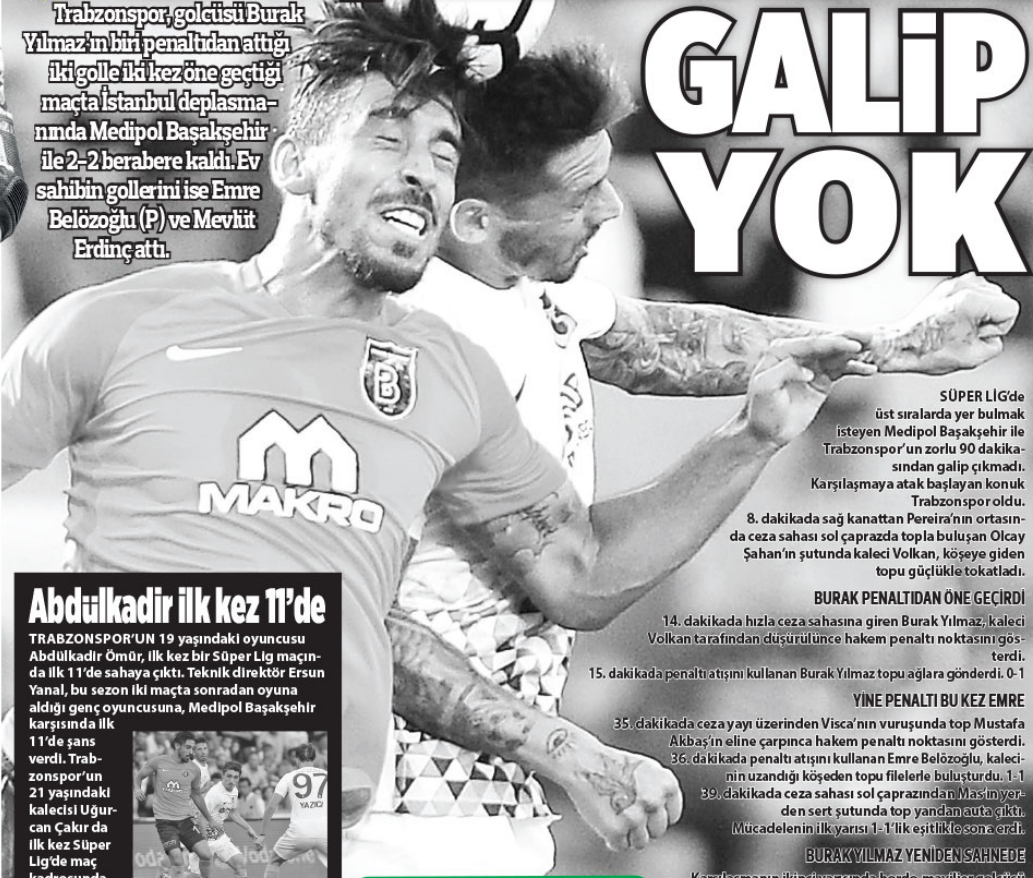 Trabzonspor, golcüsü Burak
Yılmaz'ın biri penaltıdan attığı
iki golle iki kez öne geçtiği
maçta İstanbul deplasma-
nında Medipol Başakşehir
ile 2-2 berabere kaldı. Ev
sahibin gollerini ise Emre
Belözoğlu (P) ve Mevlüt
Erdinç attı.
GALİP
YOK
MAKRO
SÜPER LİG'de
üst sıralarda yer bulmak
isteyen Medipol Başakşehir ile
Trabzonspor'un zorlu 90 dakika-
sından galip çıkmadı.
Karşılaşmaya atak başlayan konuk
Trabzonspor oldu.
8. dakikada sağ kanattan Pereira'nın ortasın-
da ceza sahası sol çaprazda topla buluşan Olcay
Şahan'ın şutunda kaleci Volkan, köşeye giden
topu güçlükle tokatladı.
BURAK PENALTIDAN ÖNE GEÇİRDİ
14. dakikada hızla ceza sahasına giren Burak Yılmaz, kaleci
Volkan tarafından düşürülünce hakem penaltı noktasını gös-
terdi.
15. dakikada penaltı atışını kullanan Burak Yılmaz topu ağlara gönderdi. 0-1
YİNE PENALTI BU KEZ EMRE
35. dakikada ceza yayı üzerinden Visca'nın vuruşunda top Mustafa
Akbaş'ın eline çarpınca hakem penaltı noktasını gösterdi.
36. dakikada penaltı atışını kullanan Emre Belözoğlu, kaleci-
nin uzandığı köşeden topu filelerle buluşturdu. 1-1
39. dakikada ceza sahası sol çaprazından Mas'ın yer-
den sert şutunda top yandan auta çıktı.
Mücadelenin ilk yarısı 1-1'lik eşitlikle sona erdi.
BURAK YILMAZ YENİDEN SAHNEDE
Karşılaşmanın ikinci yarısında bordo-mavililer golcüsü
Abdülkadir ilk kez 11'de
TRABZONSPOR'UN 19 yaşındaki oyuncusu
Abdülkadir Ömür, ilk kez bir Süper Lig maçın-
da ilk 11'de sahaya çıktı. Teknik direktör Ersun
Yanal, bu sezon iki maçta sonradan oyuna
aldığı genç oyuncusuna, Medipol Başakşehir
karşısında ilk
11'de şans
verdi. Trab-
zonspor'un
21 yaşındaki
kalecisi Uğur-
can Çakır da
ilk kez Süper
Lig'de maç
kadrosunda
97
YAZICI